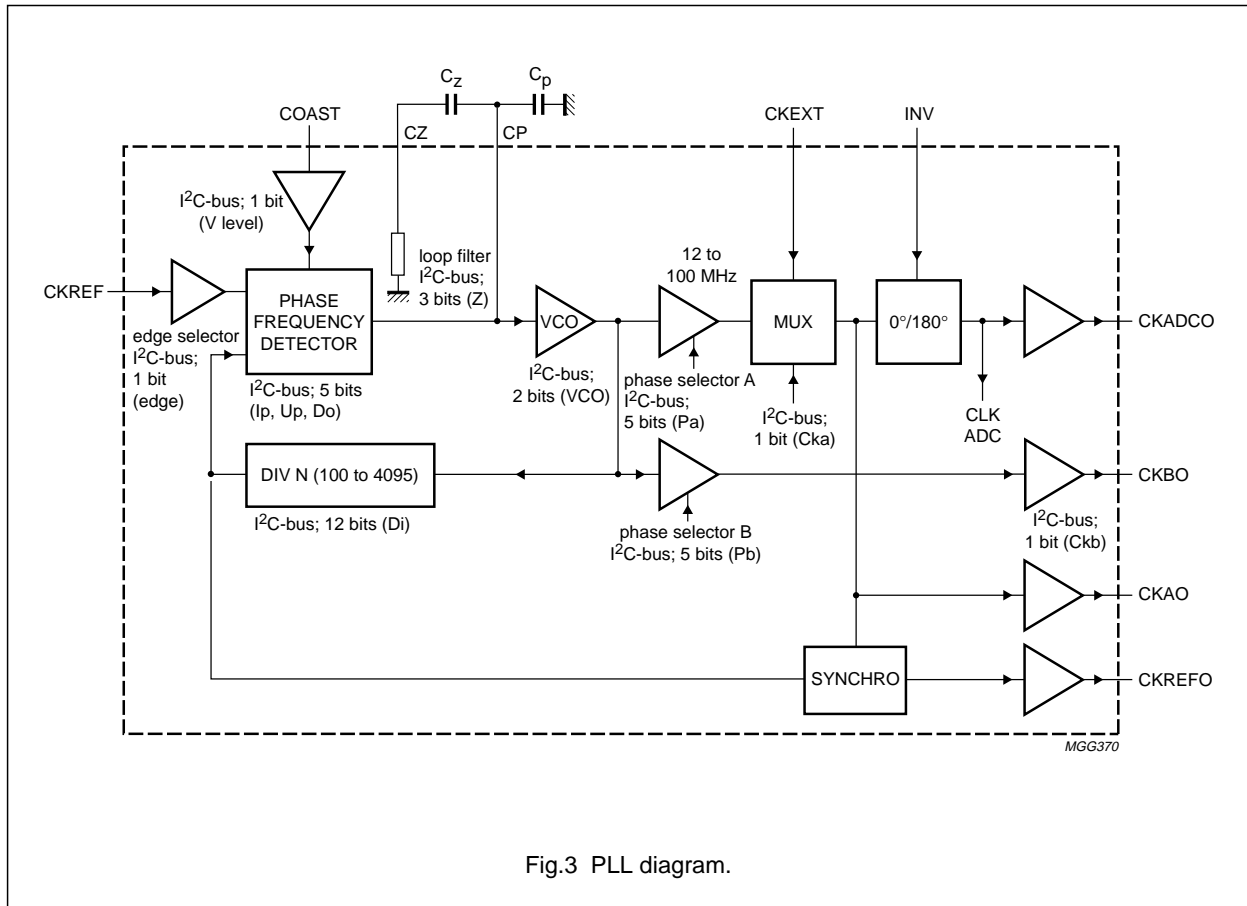 Cz
Cp
COAST
CZ
CP
CKEXT
INV
I²C-bus; 1 bit
(V level)
loop filter
I²C-bus;
3 bits (Z)
12 to
100 MHz
CKREF
PHASE
FREQUENCY
DETECTOR
VCO
MUX
0°/180°
CKADCO
edge selector
I²C-bus;
1 bit
(edge)
I²C-bus; 5 bits
(Ip, Up, Do)
I²C-bus;
2 bits (VCO)
phase selector A
I²C-bus;
5 bits (Pa)
I²C-bus;
1 bit (Cka)
CLK
ADC
DIV N (100 to 4095)
I²C-bus; 12 bits (Di)
CKBO
phase selector B
I²C-bus; 5 bits (Pb)
I²C-bus;
1 bit (Ckb)
CKAO
SYNCHRO
CKREFO
MGG370
Fig.3 PLL diagram.